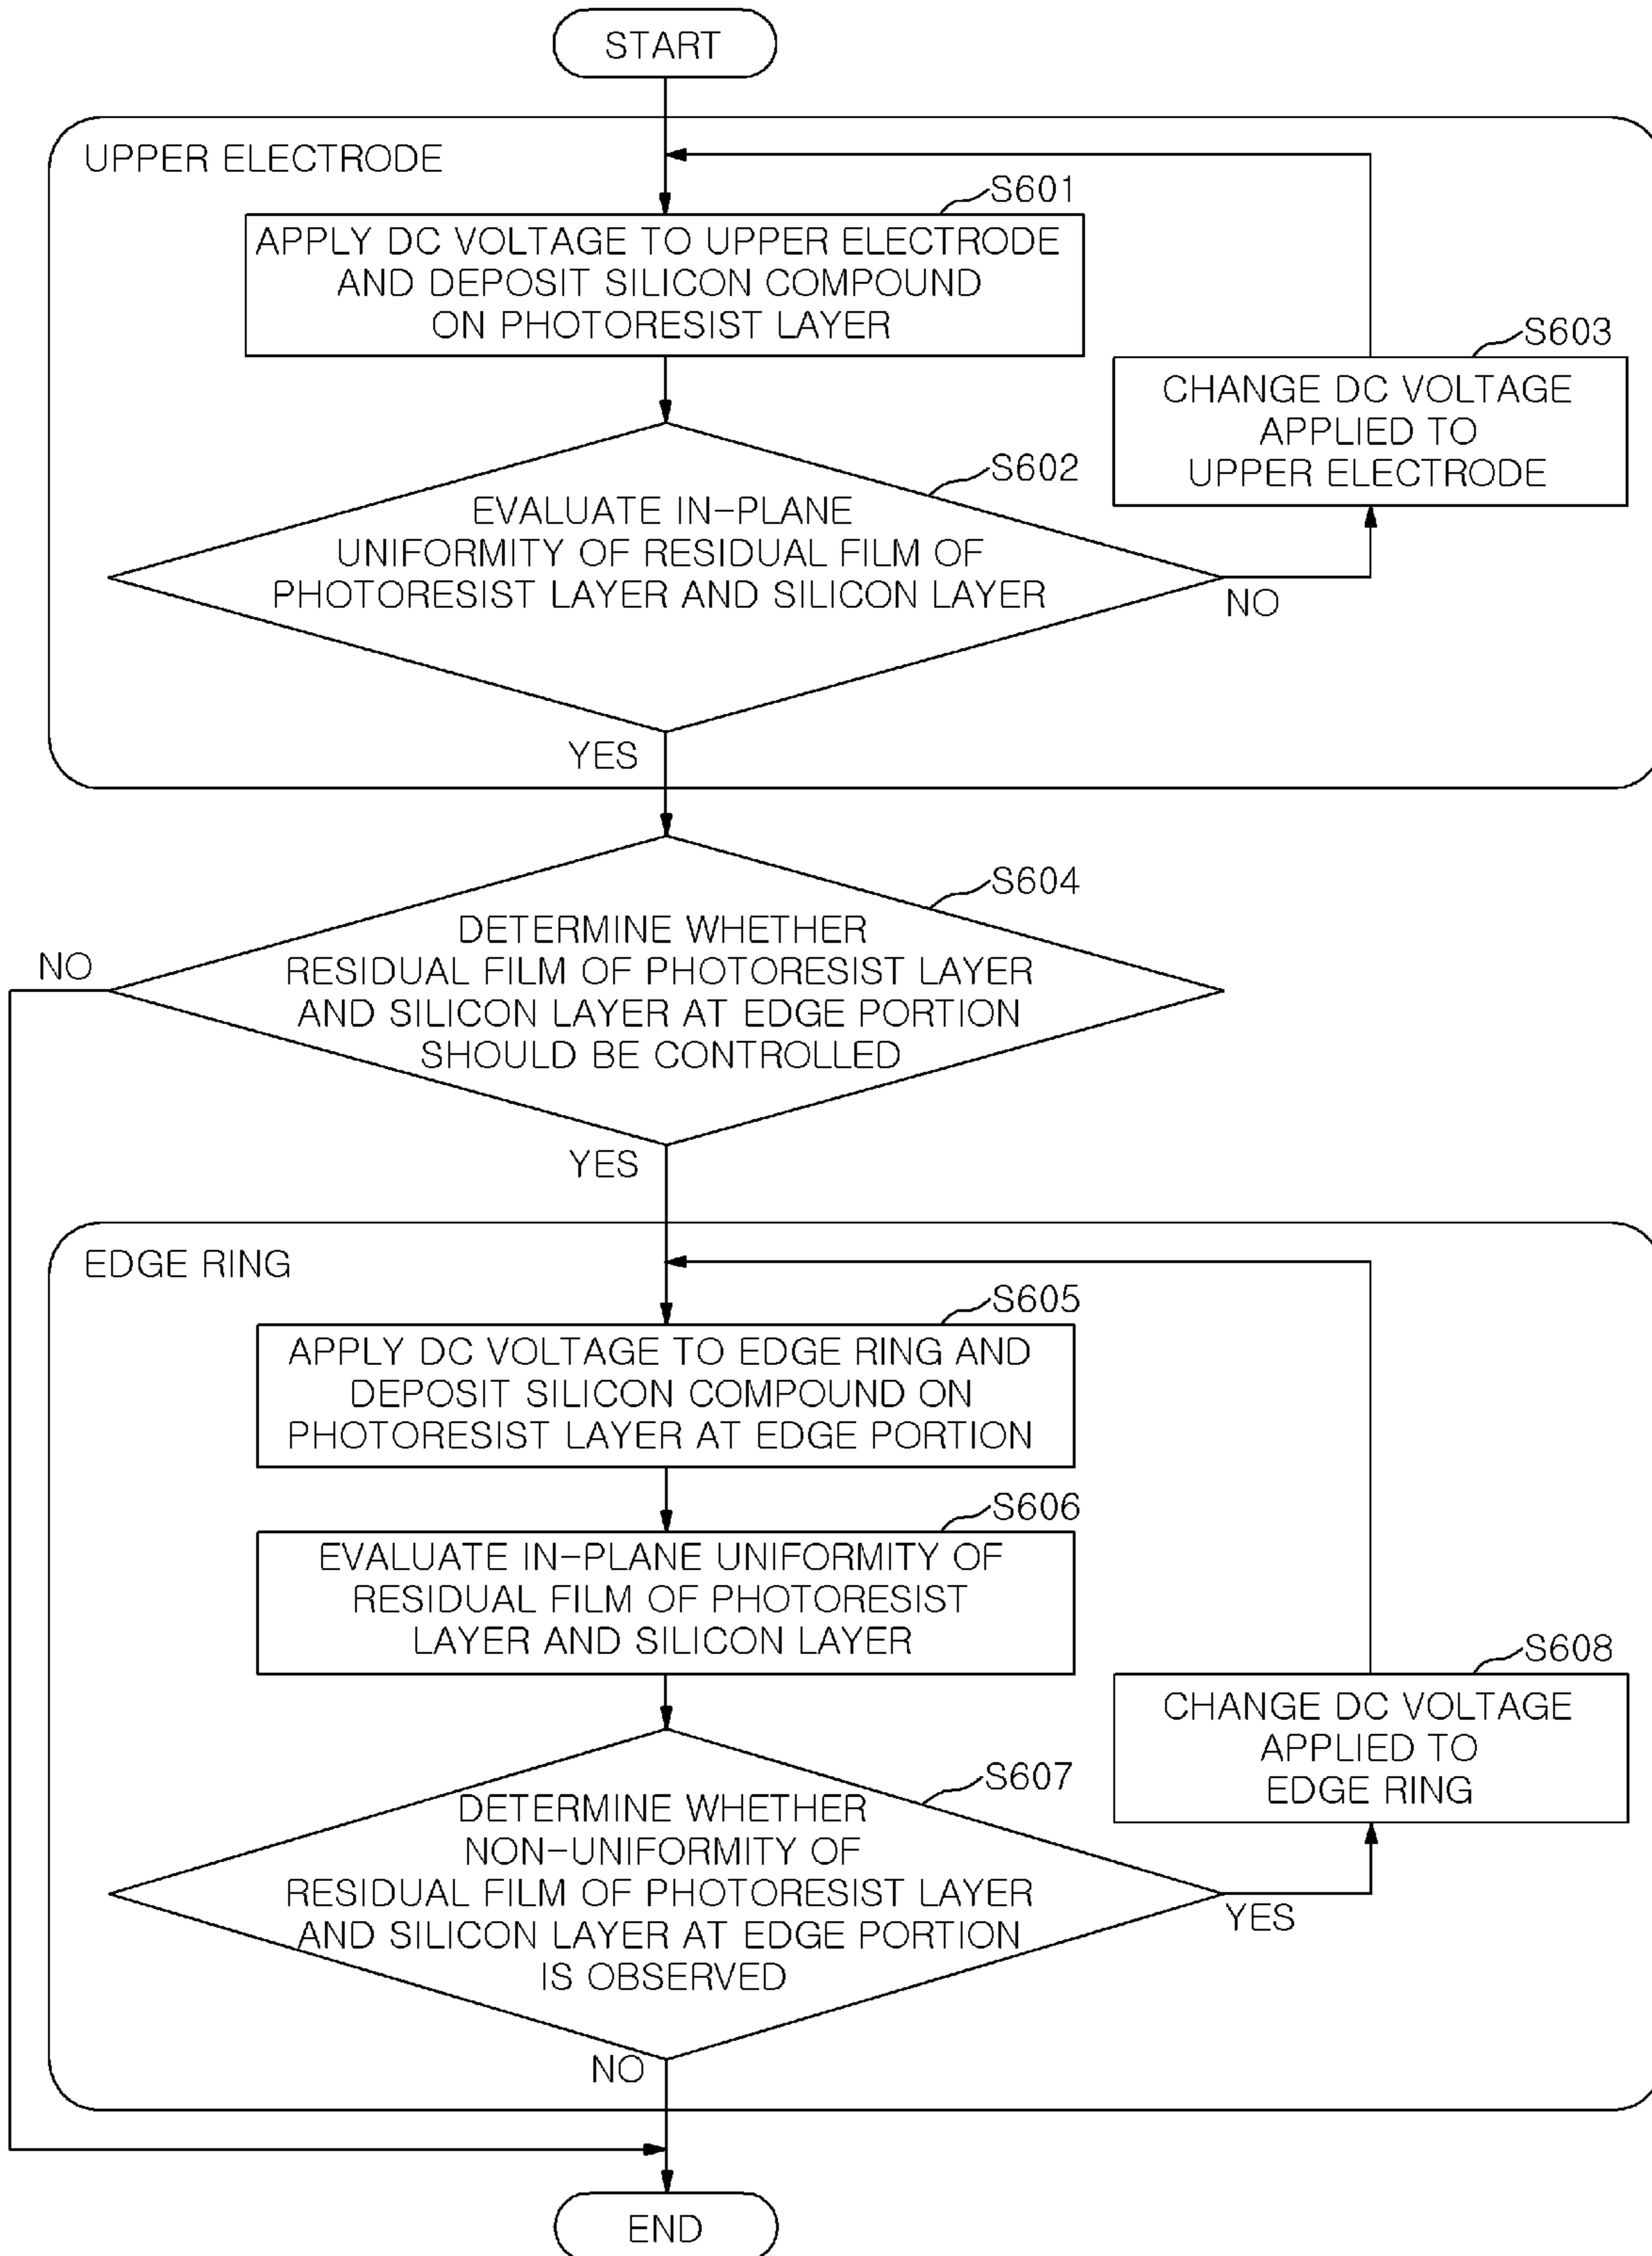 START
UPPER ELECTRODE
S601
APPLY DC VOLTAGE TO UPPER ELECTRODE
AND DEPOSIT SILICON COMPOUND
ON PHOTORESIST LAYER
S603
CHANGE DC VOLTAGE
APPLIED TO
UPPER ELECTRODE
S602
EVALUATE IN-PLANE
UNIFORMITY OF RESIDUAL FILM OF
PHOTORESIST LAYER AND SILICON LAYER
NO
YES
S604
DETERMINE WHETHER
RESIDUAL FILM OF PHOTORESIST LAYER
AND SILICON LAYER AT EDGE PORTION
SHOULD BE CONTROLLED
NO
YES
EDGE RING
S605
APPLY DC VOLTAGE TO EDGE RING AND
DEPOSIT SILICON COMPOUND ON
PHOTORESIST LAYER AT EDGE PORTION
S606
EVALUATE IN-PLANE UNIFORMITY OF
RESIDUAL FILM OF PHOTORESIST
LAYER AND SILICON LAYER
S608
CHANGE DC VOLTAGE
APPLIED TO
EDGE RING
S607
DETERMINE WHETHER
NON-UNIFORMITY OF
RESIDUAL FILM OF PHOTORESIST LAYER
AND SILICON LAYER AT EDGE PORTION
IS OBSERVED
YES
NO
END